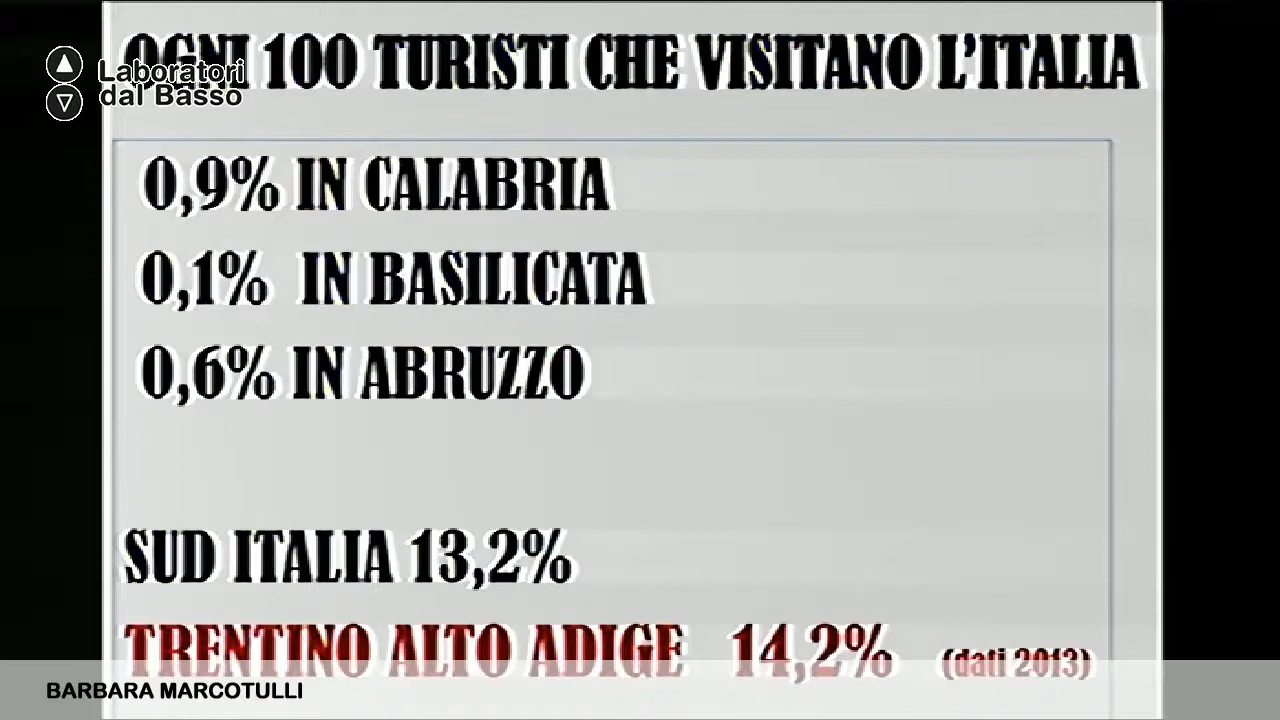 OGNI 100 TURISTI CHE VISITANO L'ITALIA
Laboratori
dal Basso
0,9% IN CALABRIA
0,1% IN BASILICATA
0,6% IN ABRUZZO
SUD ITALIA 13,2%
TRENTINO ALTO ADIGE 14,2% (dati 2013)
BARBARA MARCOTULLI